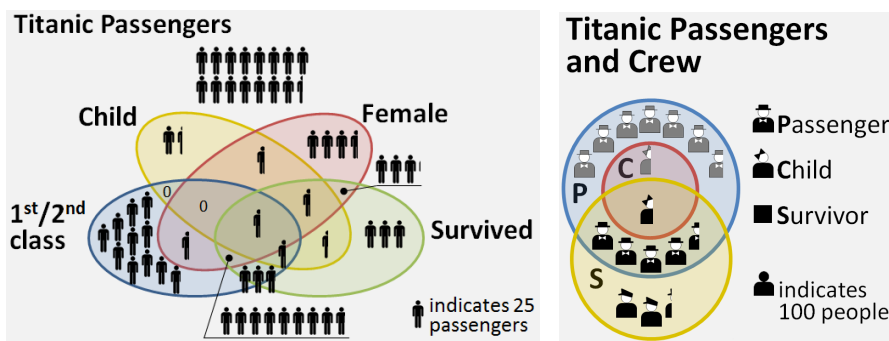 Titanic Passengers
Child
Female
0
0
1st/2nd
class
Survived
indicates 25
passengers
Titanic Passengers
and Crew
C
P
S
Passenger
Child
Survivor
indicates
100 people